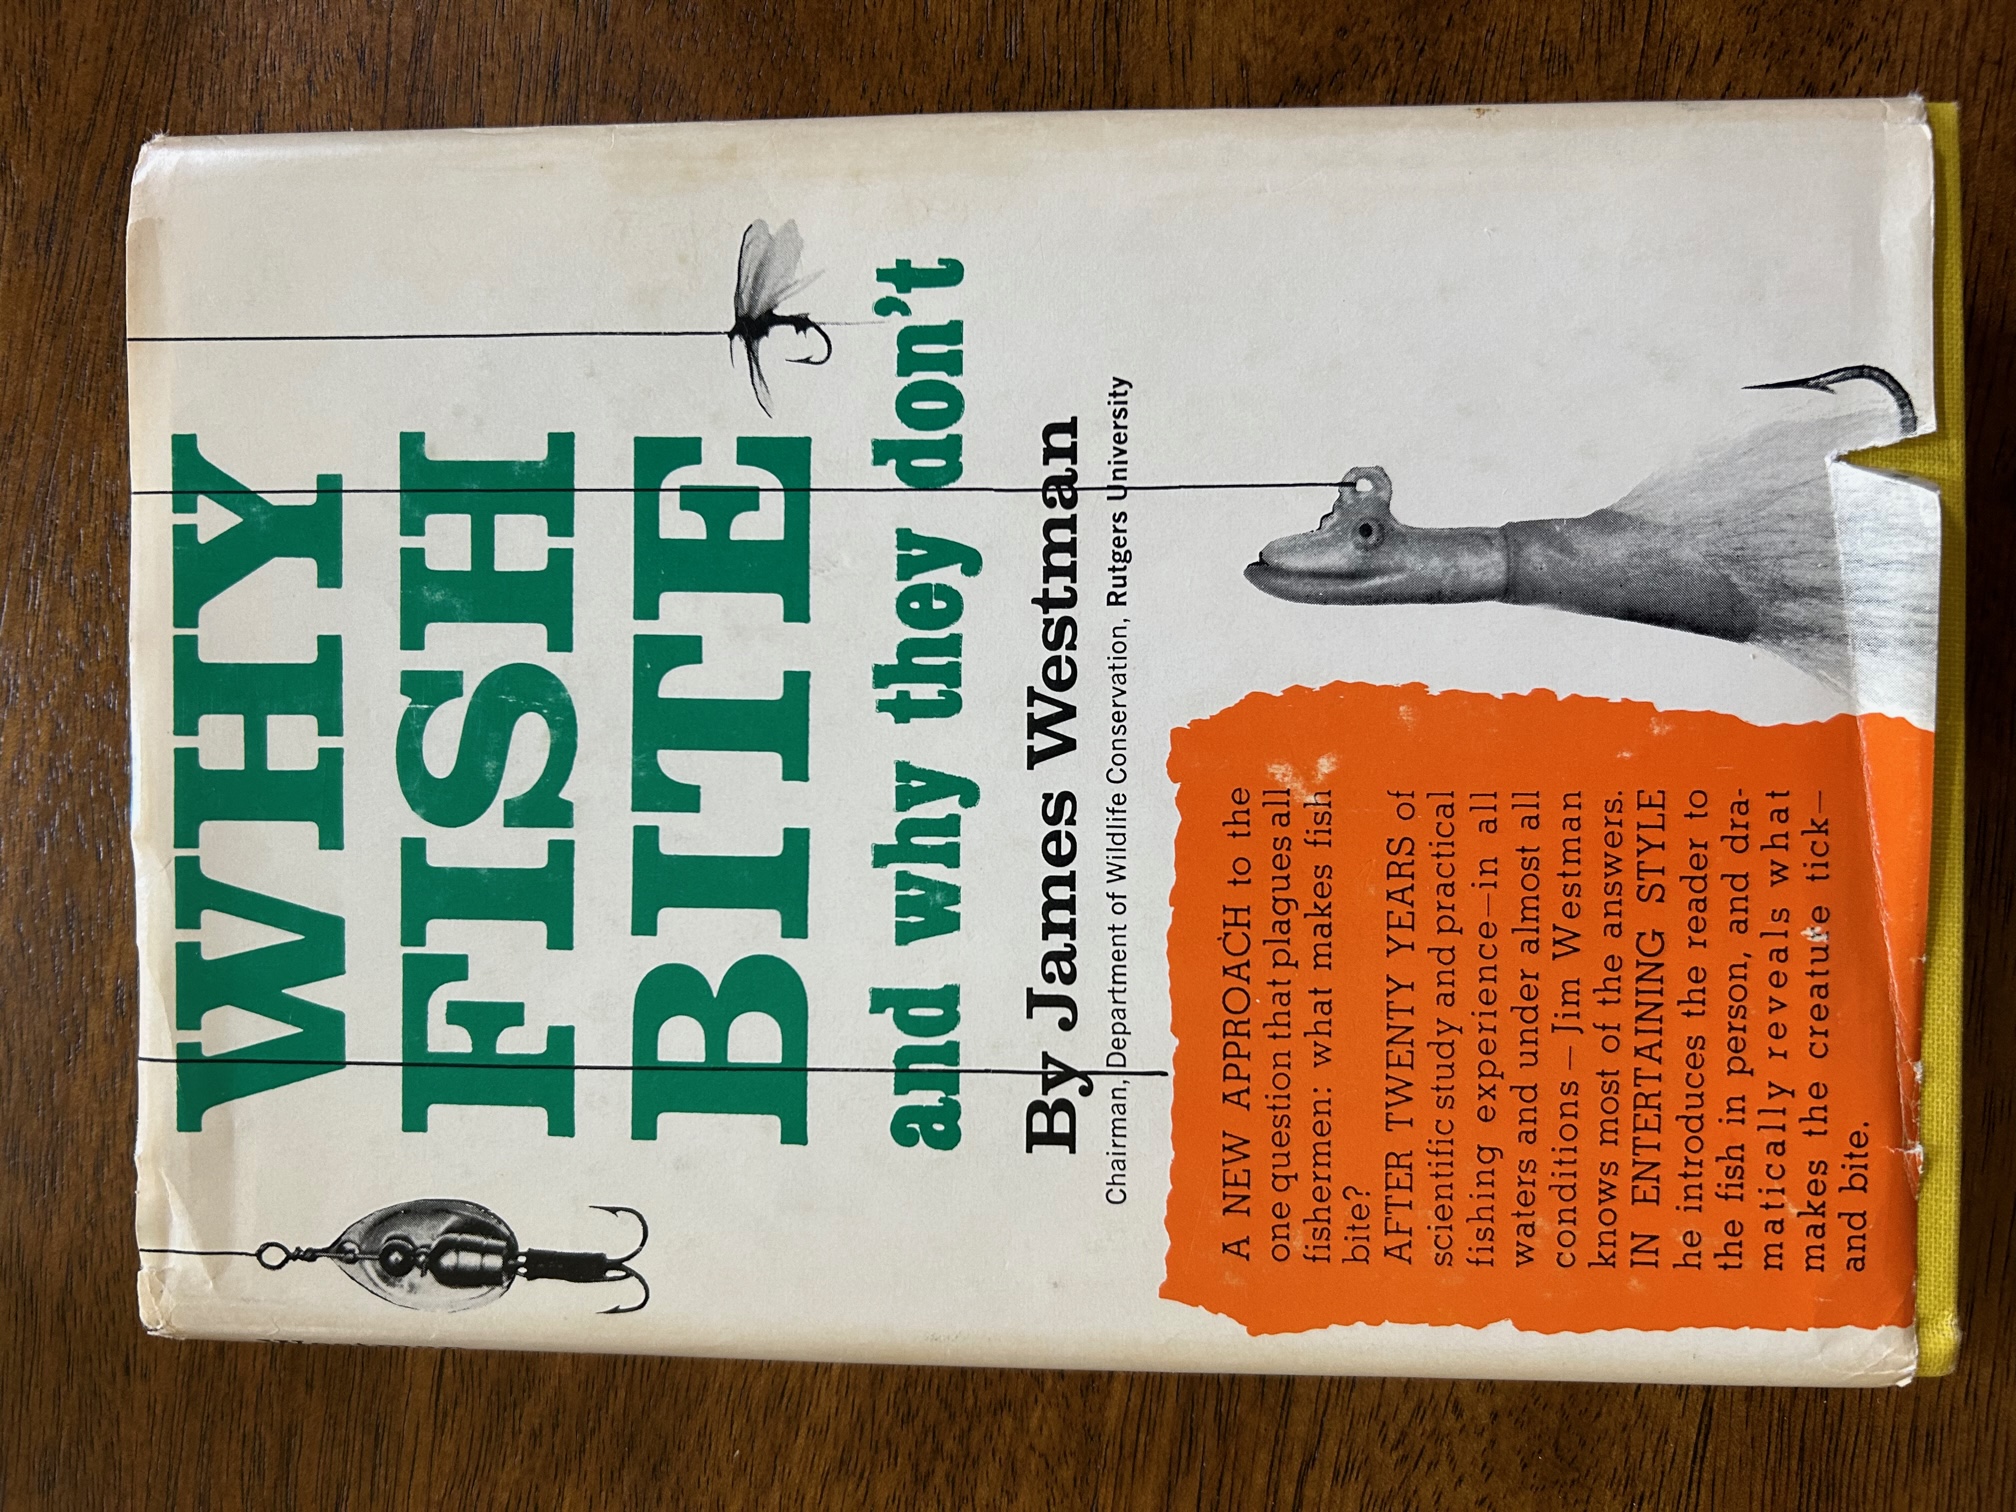 WHY
FISH
BITE
and why they don't
By James Westman
Chairman, Department of Wildlife Conservation, Rutgers University
A NEW APPROACH to the
one question that plagues all
fishermen: what makes fish
bite?
AFTER TWENTY YEARS of
scientific study and practical
fishing experience—in all
waters and under almost all
conditions — Jim Westman
knows most of the answers.
IN ENTERTAINING STYLE
he introduces the reader to
the fish in person, and dra-
matically reveals what
makes the creature tick—
and bite.